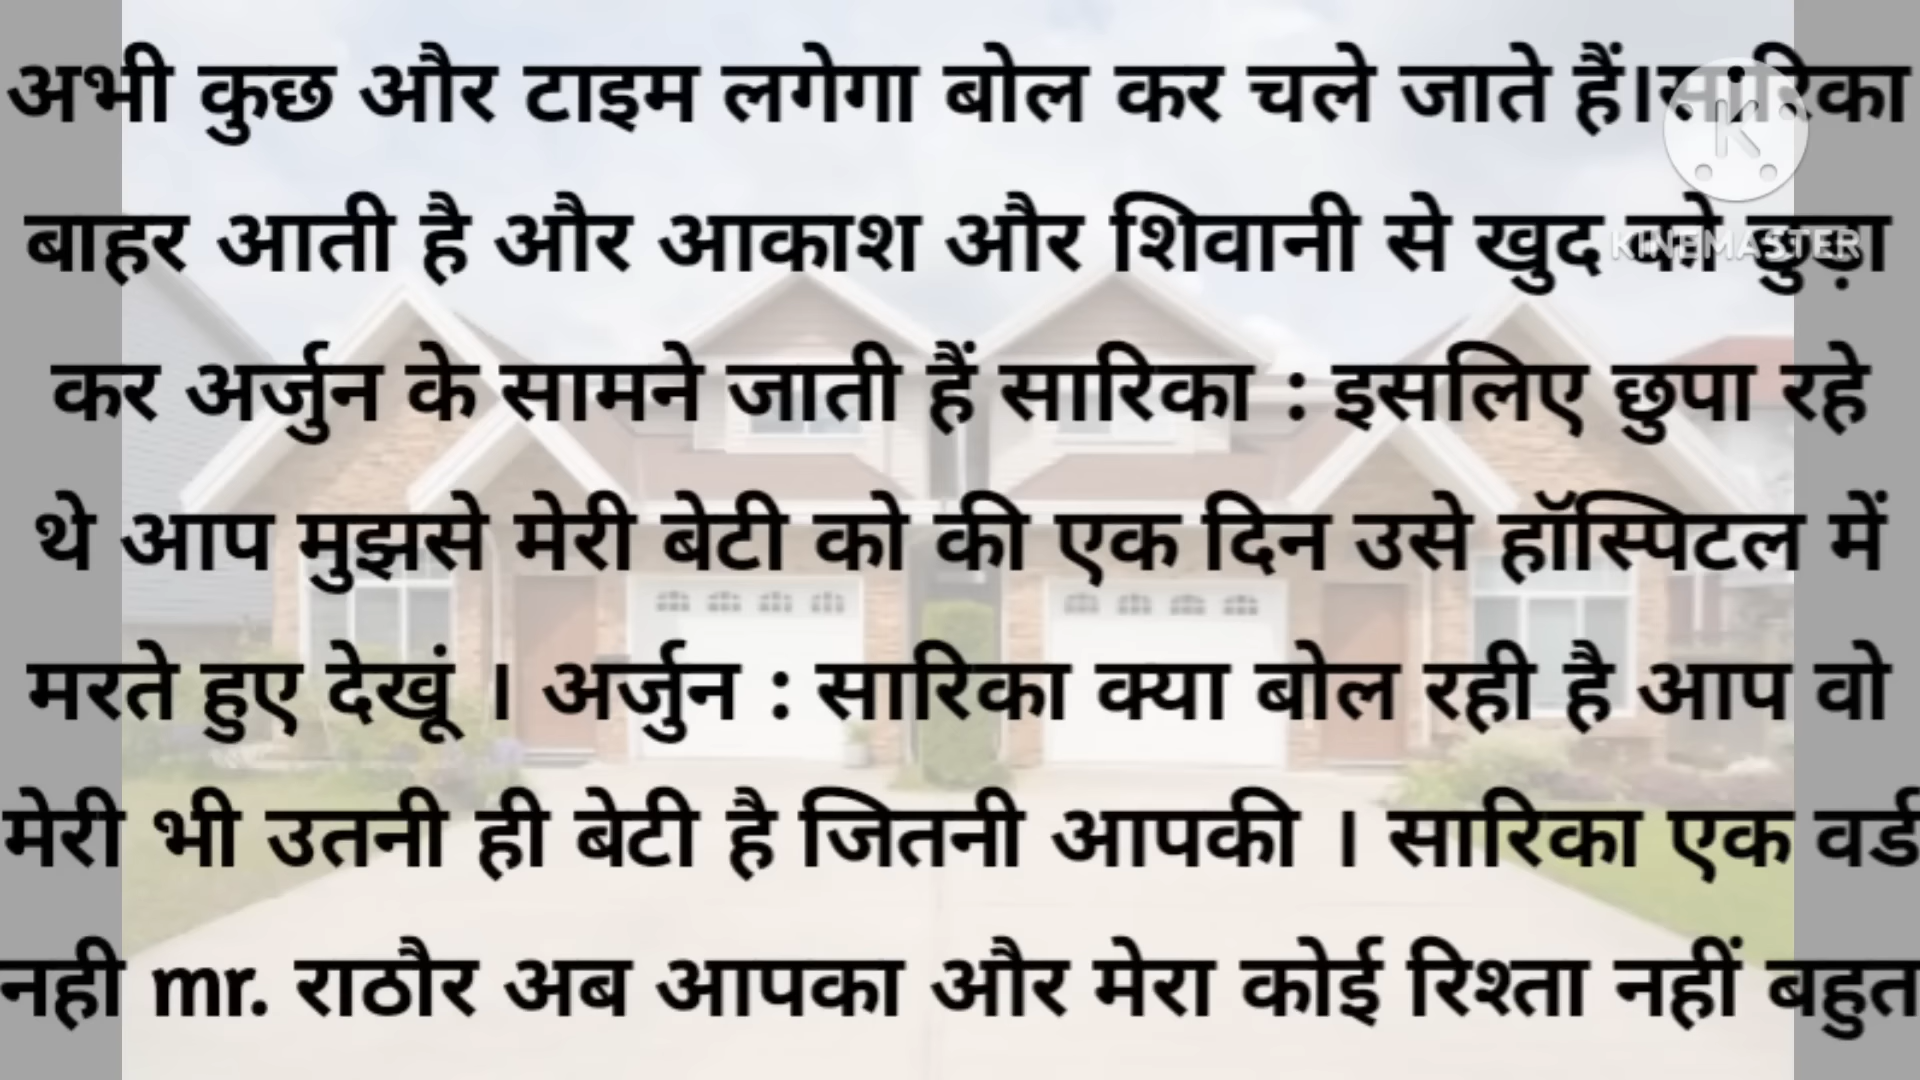 अभी कुछ और टाइम लगेगा बोल कर चले जाते हैं।सारिका
बाहर आती है और आकाश और शिवानी से खुद को छुड़ा
कर अर्जुन के सामने जाती हैं सारिका : इसलिए छुपा रहे
थे आप मुझसे मेरी बेटी को की एक दिन उसे हॉस्पिटल में
मरते हुए देखूं । अर्जुन : सारिका क्या बोल रही है आप वो
मेरी भी उतनी ही बेटी है जितनी आपकी । सारिका एक वर्ड
नही mr. राठौर अब आपका और मेरा कोई रिश्ता नहीं बहुत
K
KINEMASTER